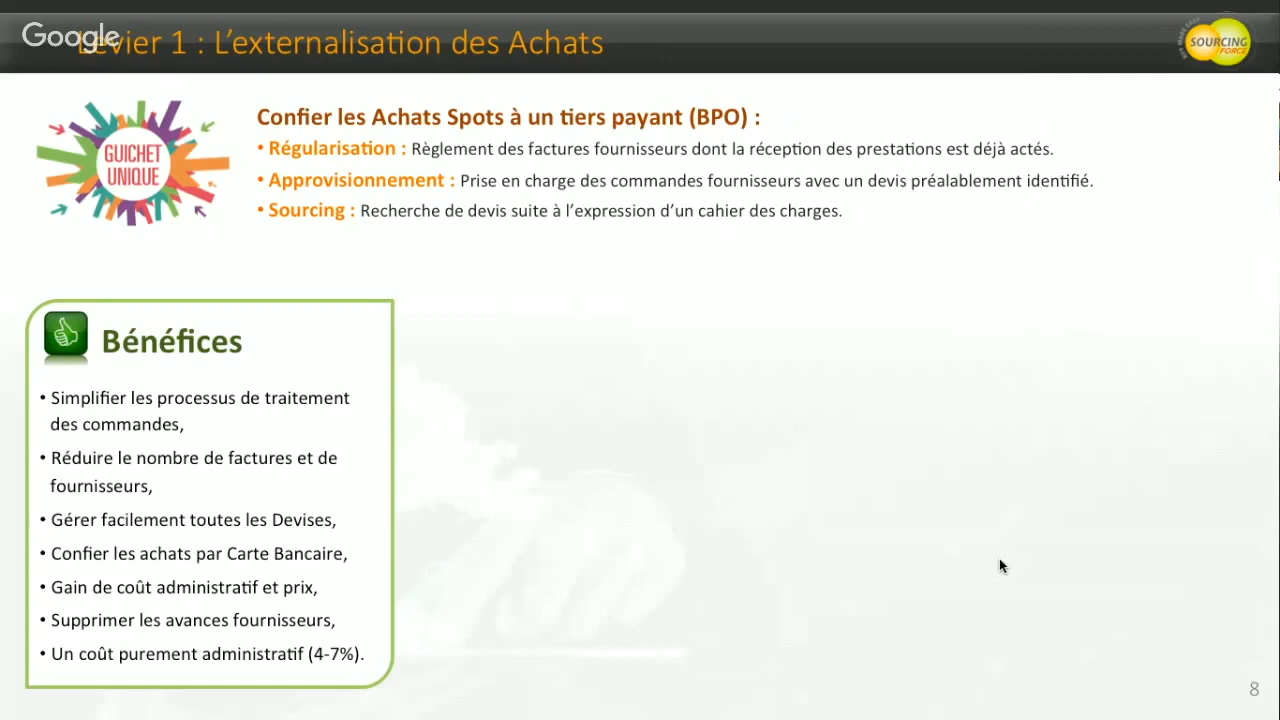 Google
Levier 1 : L'externalisation des Achats
SOURCING
FORCE
GUICHET
UNIQUE
Confier les Achats Spots à un tiers payant (BPO) :
• Régularisation : Règlement des factures fournisseurs dont la réception des prestations est déjà actés.
• Approvisionnement : Prise en charge des commandes fournisseurs avec un devis préalablement identifié.
• Sourcing : Recherche de devis suite à l'expression d'un cahier des charges.
Bénéfices
• Simplifier les processus de traitement
des commandes,
• Réduire le nombre de factures et de
fournisseurs,
• Gérer facilement toutes les Devises,
• Confier les achats par Carte Bancaire,
• Gain de coût administratif et prix,
• Supprimer les avances fournisseurs,
• Un coût purement administratif (4-7%).
8